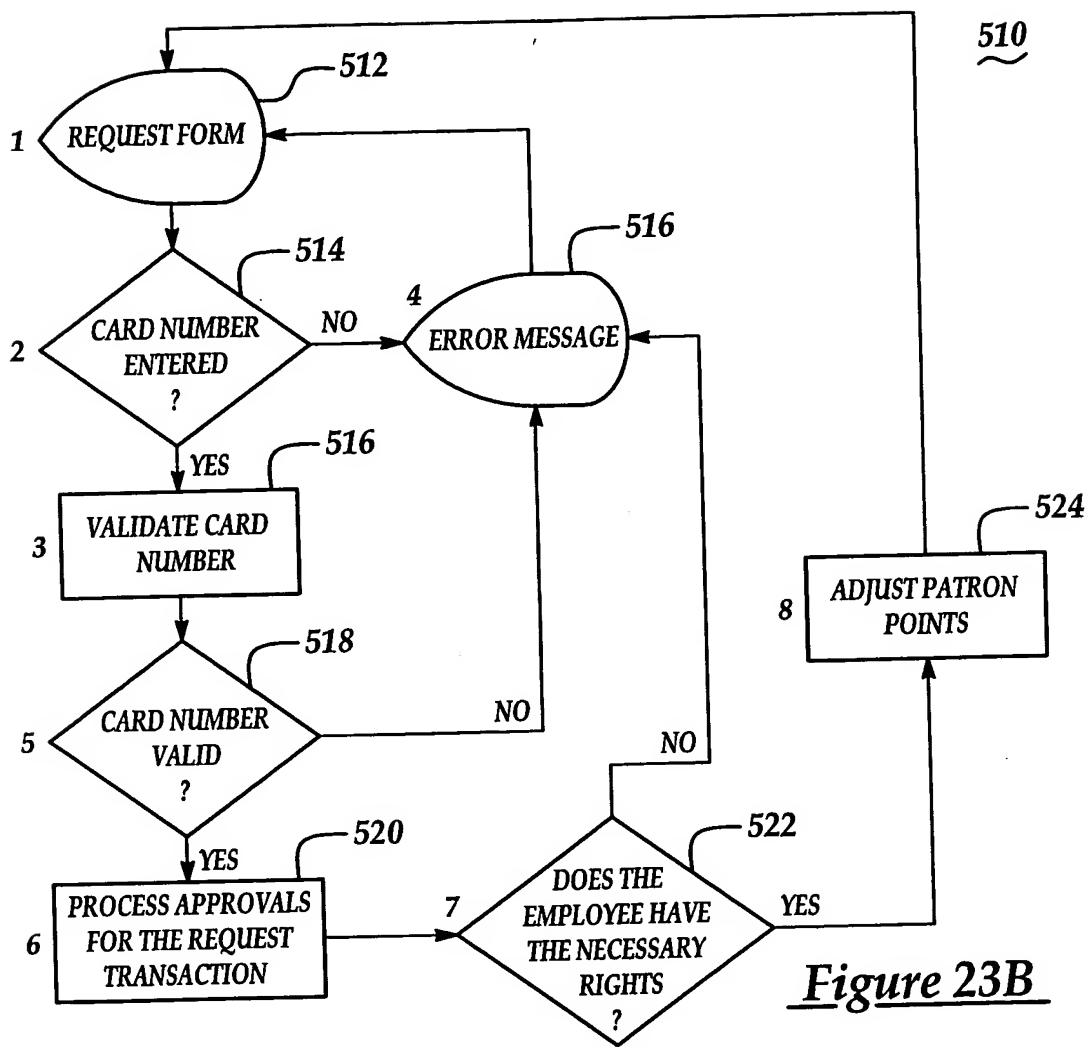 510
512
1
REQUEST FORM
514
516
4
ERROR MESSAGE
2
CARD NUMBER
ENTERED
?
NO
YES
516
3
VALIDATE CARD
NUMBER
524
8
ADJUST PATRON
POINTS
518
5
CARD NUMBER
VALID
?
NO
NO
YES
520
6
PROCESS APPROVALS
FOR THE REQUEST
TRANSACTION
522
7
DOES THE
EMPLOYEE HAVE
THE NECESSARY
RIGHTS
?
YES
Figure 23B